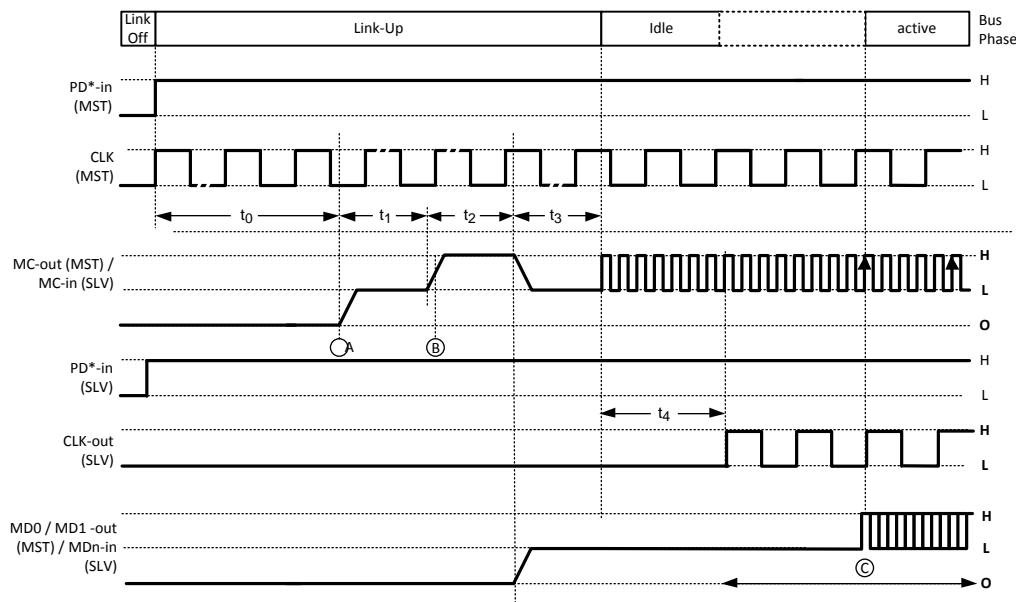 Link
Off
Link-Up
Idle
active
Bus
Phase
PD*-in
(MST)
H
L
CLK
(MST)
H
L
t0
t1
t2
t3
MC-out (MST) /
MC-in (SLV)
H
L
O
A
B
PD*-in
(SLV)
H
L
t4
CLK-out
(SLV)
H
L
MD0 / MD1 -out
(MST) / MDn-in
(SLV)
H
L
C
O